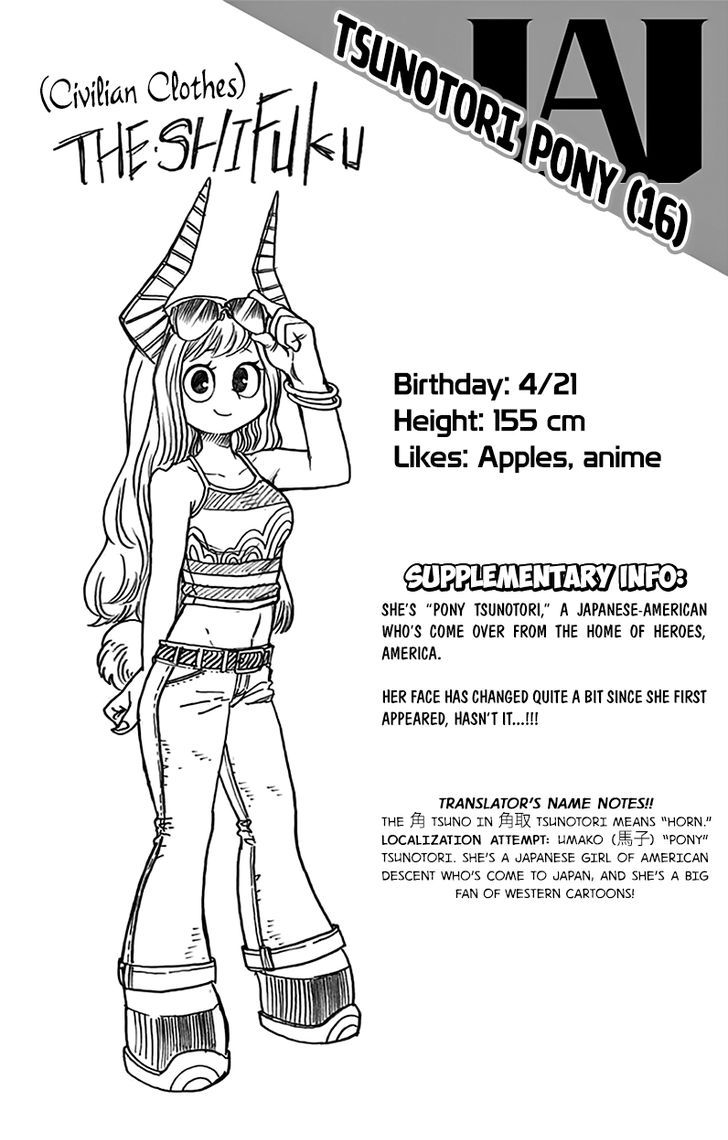 (Civilian Clothes)
THE·SHIFUKU
UA
TSUNOTORI PONY (16)
Birthday: 4/21
Height: 155 cm
Likes: Apples, anime
SUPPLEMENTARY INFO:
SHE'S "PONY TSUNOTORI," A JAPANESE-AMERICAN
WHO'S COME OVER FROM THE HOME OF HEROES,
AMERICA.
HER FACE HAS CHANGED QUITE A BIT SINCE SHE FIRST
APPEARED, HASN'T IT...!!!
TRANSLATOR'S NAME NOTES!!
THE 角 TSUNO IN 角取 TSUNOTORI MEANS "HORN."
LOCALIZATION ATTEMPT: UMAKO (馬子) "PONY"
TSUNOTORI. SHE'S A JAPANESE GIRL OF AMERICAN
DESCENT WHO'S COME TO JAPAN, AND SHE'S A BIG
FAN OF WESTERN CARTOONS!